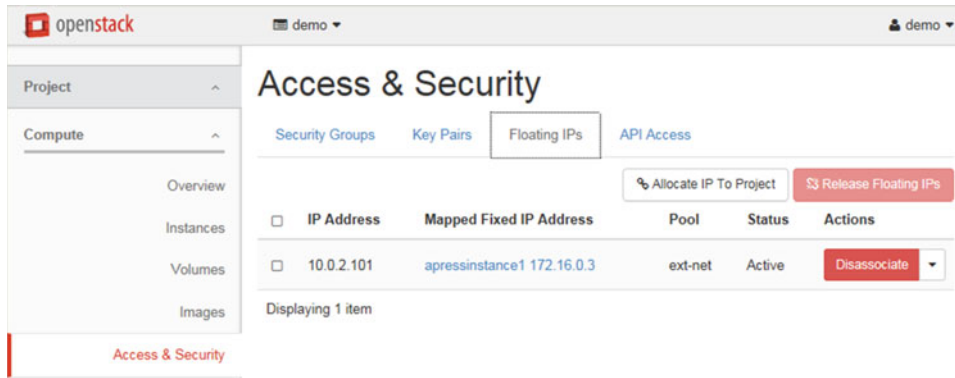 openstack
demo
demo
Project
Compute
Overview
Instances
Volumes
Images
Access & Security
Access & Security
Security Groups Key Pairs Floating IPs API Access
Allocate IP To Project Release Floating IPs
IP Address Mapped Fixed IP Address Pool Status Actions
10.0.2.101 apressinstance1 172.16.0.3 ext-net Active Disassociate
Displaying 1 item